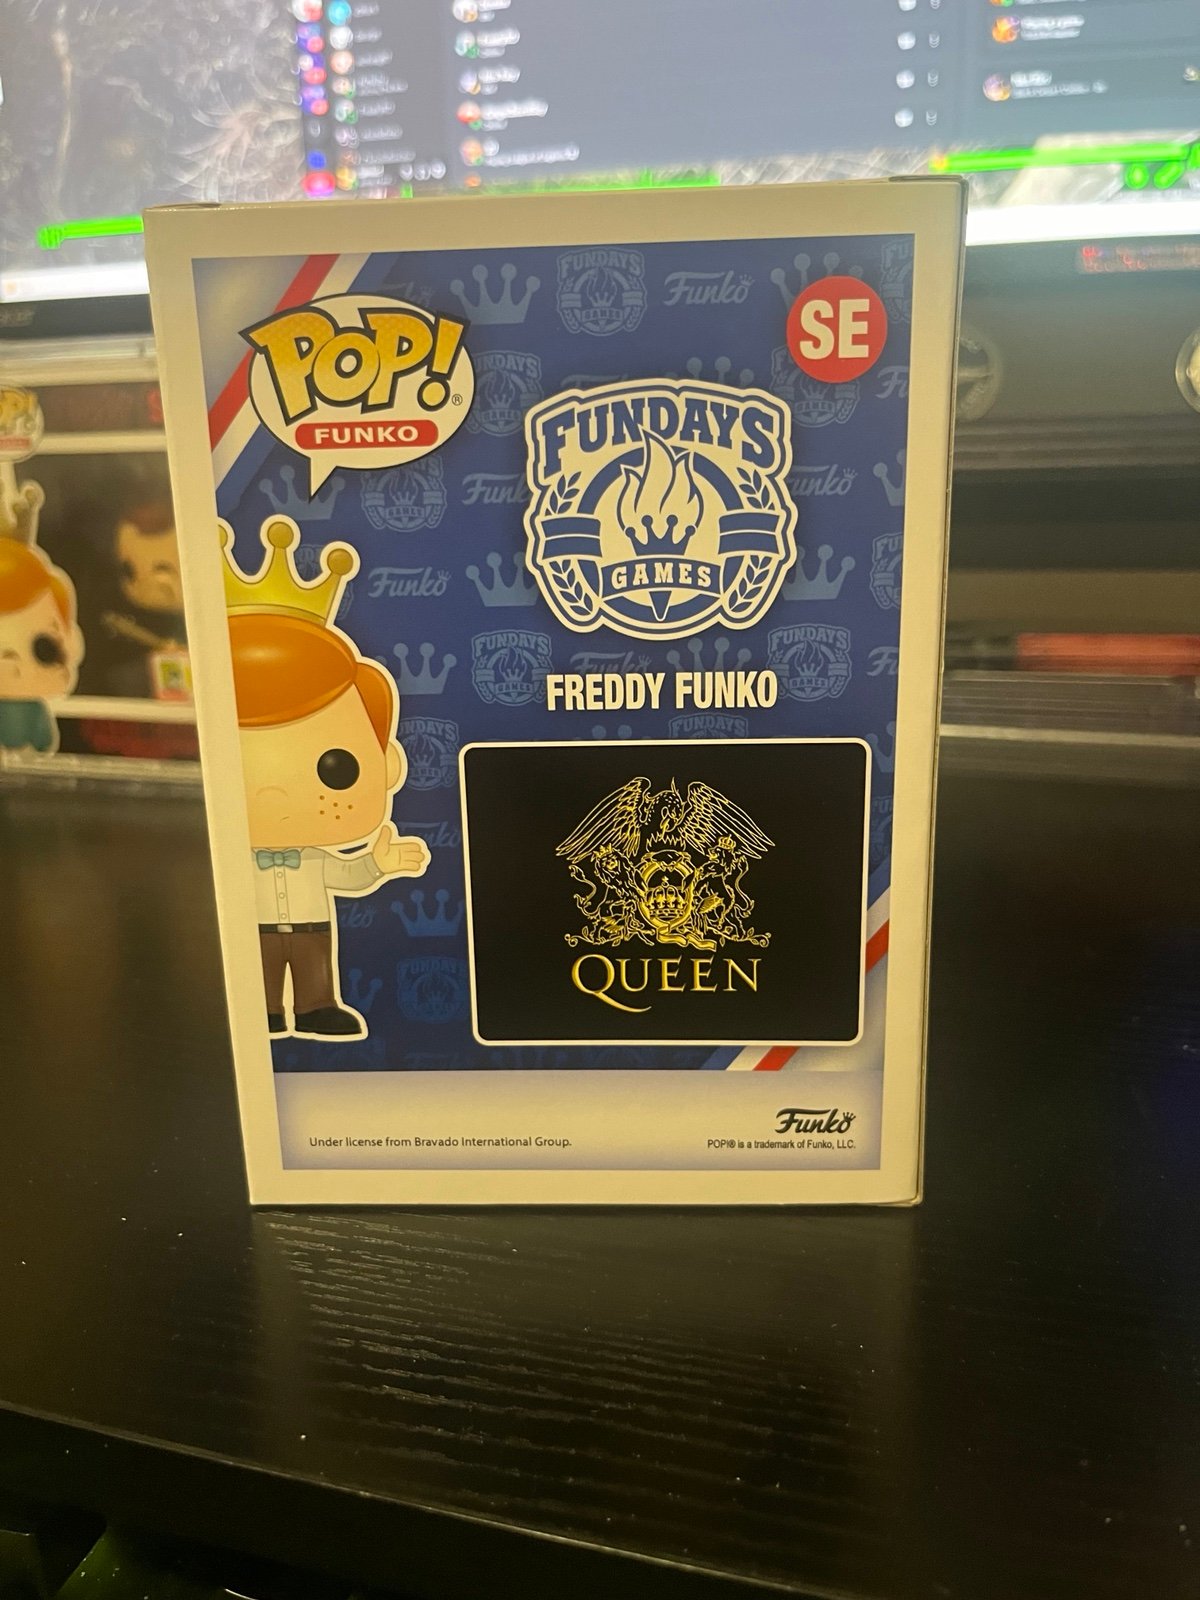 POP!®
FUNKO
SE
FUNDAYS
GAMES
FREDDY FUNKO
QUEEN
Under license from Bravado International Group.
Funko
POP!® is a trademark of Funko, LLC.